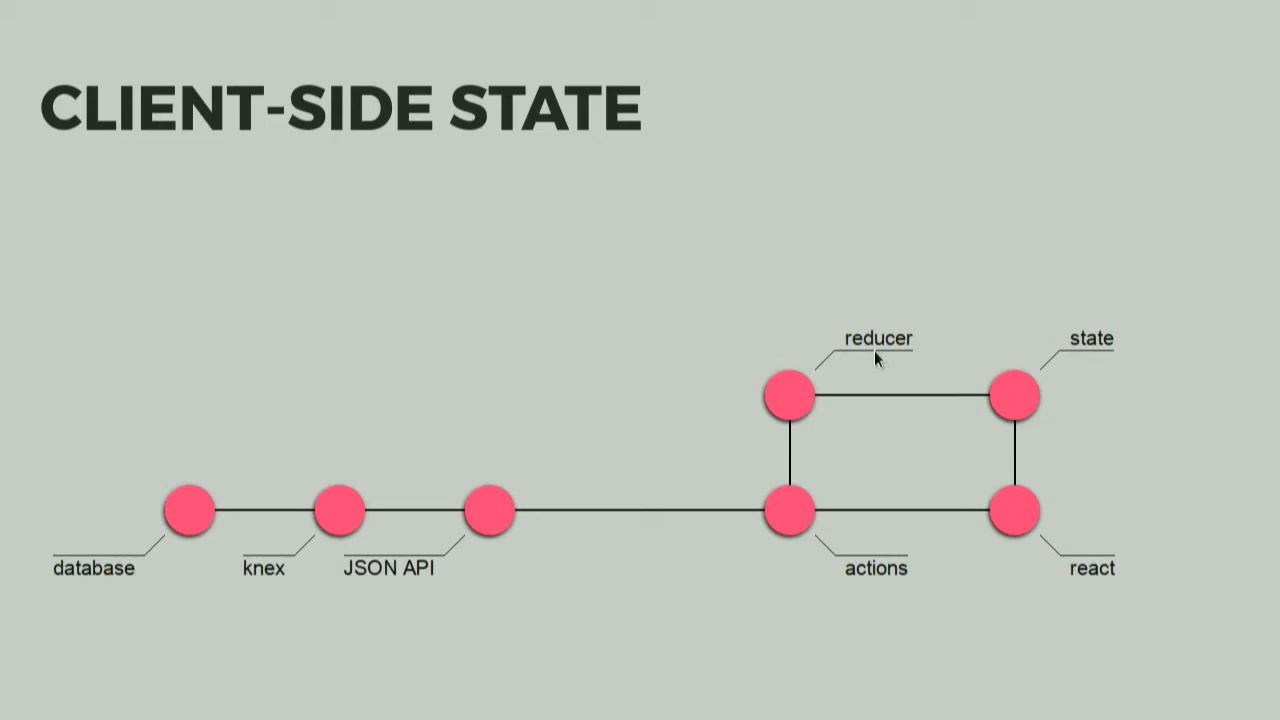 CLIENT-SIDE STATE
reducer
state
database
knex
JSON API
actions
react